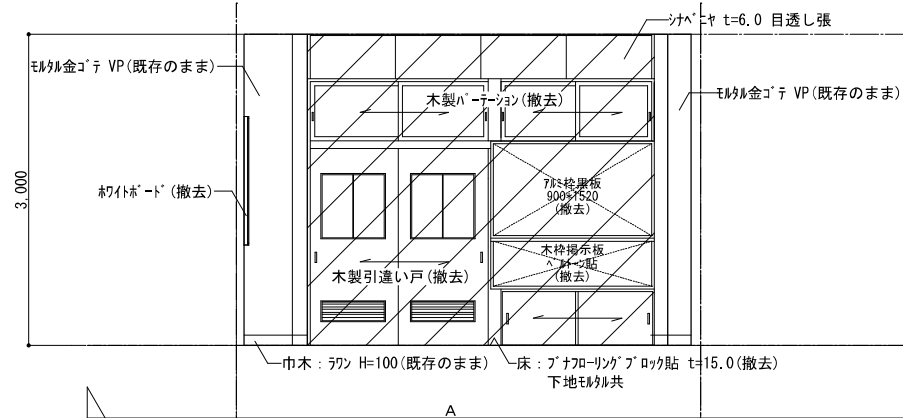 ｼﾅﾍﾞﾆﾔ t=6.0 目透し張
ﾓﾙﾀﾙ金ｺﾞﾃ VP(既存のまま)
木製ﾊﾟｰﾃｰｼｮﾝ(撤去)
ﾓﾙﾀﾙ金ｺﾞﾃ VP(既存のまま)
3,000
ﾎﾜｲﾄﾎﾞｰﾄﾞ(撤去)
ｱﾙﾐ枠黒板
900*1520
(撤去)
木枠掲示板
ﾍﾞﾙﾄｰﾝ貼
(撤去)
木製引違い戸(撤去)
巾木：ﾗﾜﾝ H=100(既存のまま)
床：ﾌﾞﾅﾌﾛｰﾘﾝｸﾞﾌﾞﾛｯｸ貼 t=15.0(撤去)
下地ﾓﾙﾀﾙ共
A